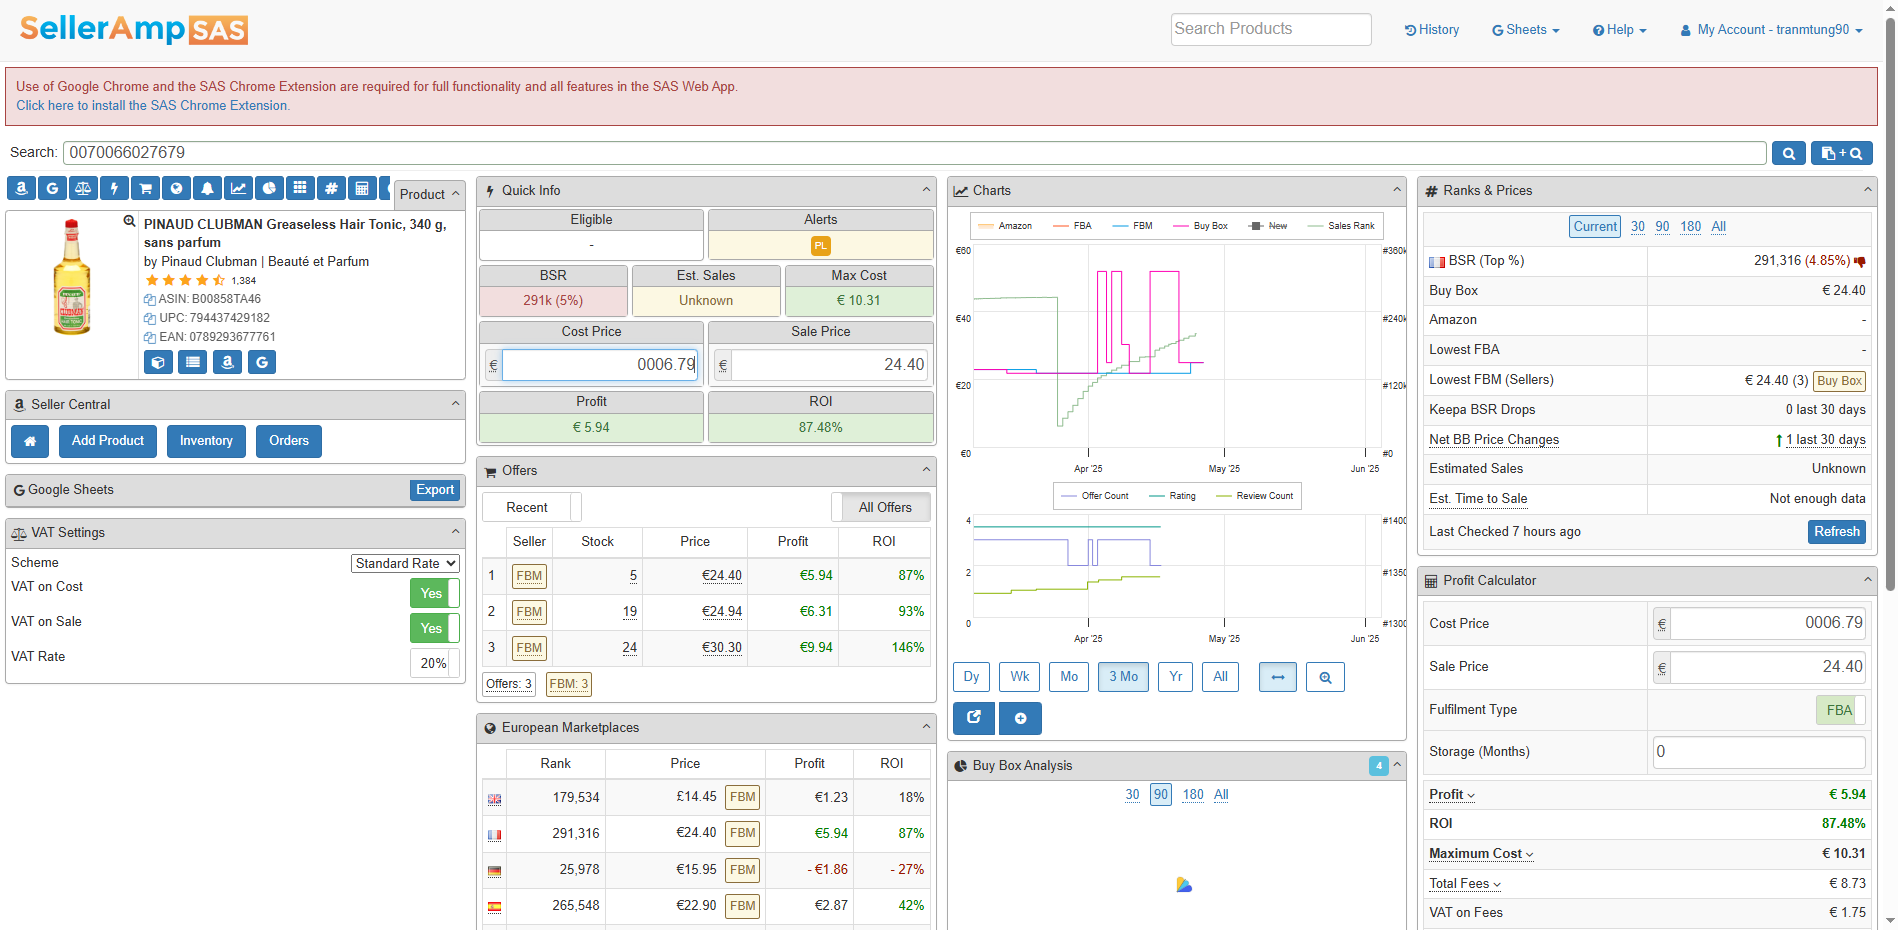 SellerAmp SAS
Search Products
History
G Sheets
Help
My Account - tranmtung90
Use of Google Chrome and the SAS Chrome Extension are required for full functionality and all features in the SAS Web App.
Click here to install the SAS Chrome Extension.
Search: 0070066027679
Product
PINAUD CLUBMAN Greaseless Hair Tonic, 340 g,
sans parfum
by Pinaud Clubman | Beauté et Parfum
1,384
ASIN: B00858TA46
UPC: 794437429182
EAN: 0789293677761
Seller Central
Add Product
Inventory
Orders
Google Sheets
Export
VAT Settings
Scheme Standard Rate
VAT on Cost Yes
VAT on Sale Yes
VAT Rate 20%
Quick Info
Eligible Alerts
- PL
BSR Est. Sales Max Cost
291k (5%) Unknown € 10.31
Cost Price Sale Price
€ 0006.79 € 24.40
Profit ROI
€ 5.94 87.48%
Offers
Recent All Offers
Seller Stock Price Profit ROI
1 FBM 5 €24.40 €5.94 87%
2 FBM 19 €24.94 €6.31 93%
3 FBM 24 €30.30 €9.94 146%
Offers: 3 FBM: 3
European Marketplaces
Rank Price Profit ROI
179,534 £14.45 FBM €1.23 18%
291,316 €24.40 FBM €5.94 87%
25,978 €15.95 FBM - €1.86 - 27%
265,548 €22.90 FBM €2.87 42%
Charts
Amazon FBA FBM Buy Box New Sales Rank
€60 #360k
€40 #240k
€20 #120k
€0 #0
Apr '25 May '25 Jun '25
Offer Count Rating Review Count
4 #1400
2 #1350
0 #1300
Apr '25 May '25 Jun '25
Dy Wk Mo 3 Mo Yr All
Buy Box Analysis 4
30 90 180 All
Ranks & Prices
Current 30 90 180 All
BSR (Top %) 291,316 (4.85%)
Buy Box € 24.40
Amazon -
Lowest FBA -
Lowest FBM (Sellers) € 24.40 (3) Buy Box
Keepa BSR Drops 0 last 30 days
Net BB Price Changes 1 last 30 days
Estimated Sales Unknown
Est. Time to Sale Not enough data
Last Checked 7 hours ago Refresh
Profit Calculator
Cost Price € 0006.79
Sale Price € 24.40
Fulfilment Type FBA
Storage (Months) 0
Profit € 5.94
ROI 87.48%
Maximum Cost € 10.31
Total Fees € 8.73
VAT on Fees € 1.75